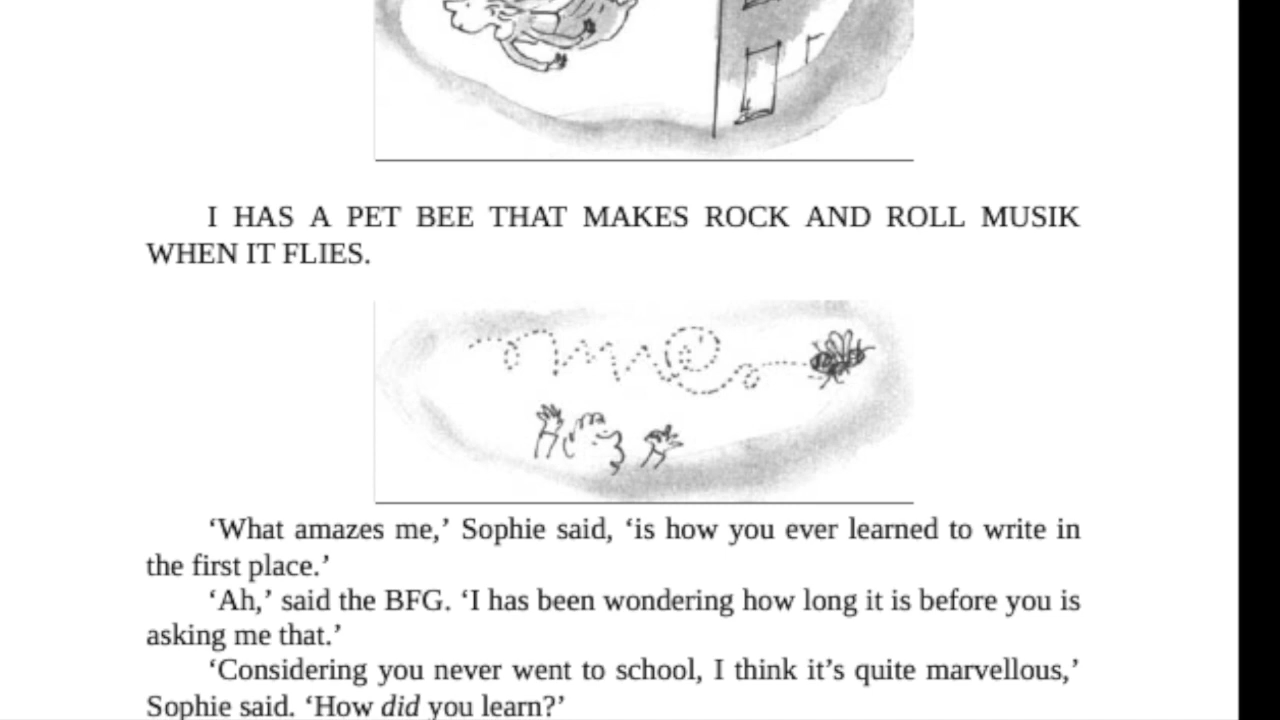 I HAS A PET BEE THAT MAKES ROCK AND ROLL MUSIK
WHEN IT FLIES.
‘What amazes me,’ Sophie said, ‘is how you ever learned to write in
the first place.’
‘Ah,’ said the BFG. ‘I has been wondering how long it is before you is
asking me that.’
‘Considering you never went to school, I think it’s quite marvellous,’
Sophie said. ‘How did you learn?’